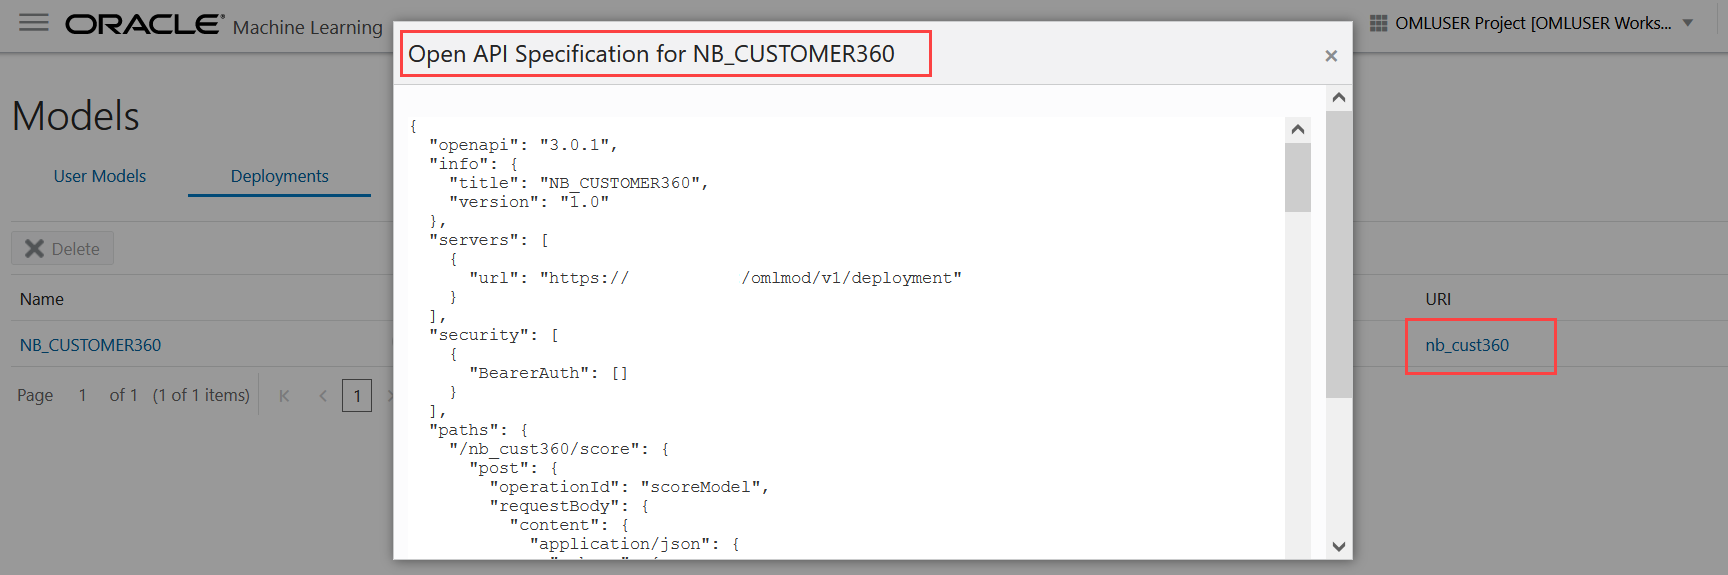 ORACLE® Machine Learning
OMLUSER Project [OMLUSER Works...
Open API Specification for NB_CUSTOMER360
×
Models
User Models
Deployments
Delete
Name
URI
NB_CUSTOMER360
nb_cust360
Page 1 of 1 (1 of 1 items)
1
{
"openapi": "3.0.1",
"info": {
"title": "NB_CUSTOMER360",
"version": "1.0"
},
"servers": [
{
"url": "https:// /omlmod/v1/deployment"
}
],
"security": [
{
"BearerAuth": []
}
],
"paths": {
"/nb_cust360/score": {
"post": {
"operationId": "scoreModel",
"requestBody": {
"content": {
"application/json": {